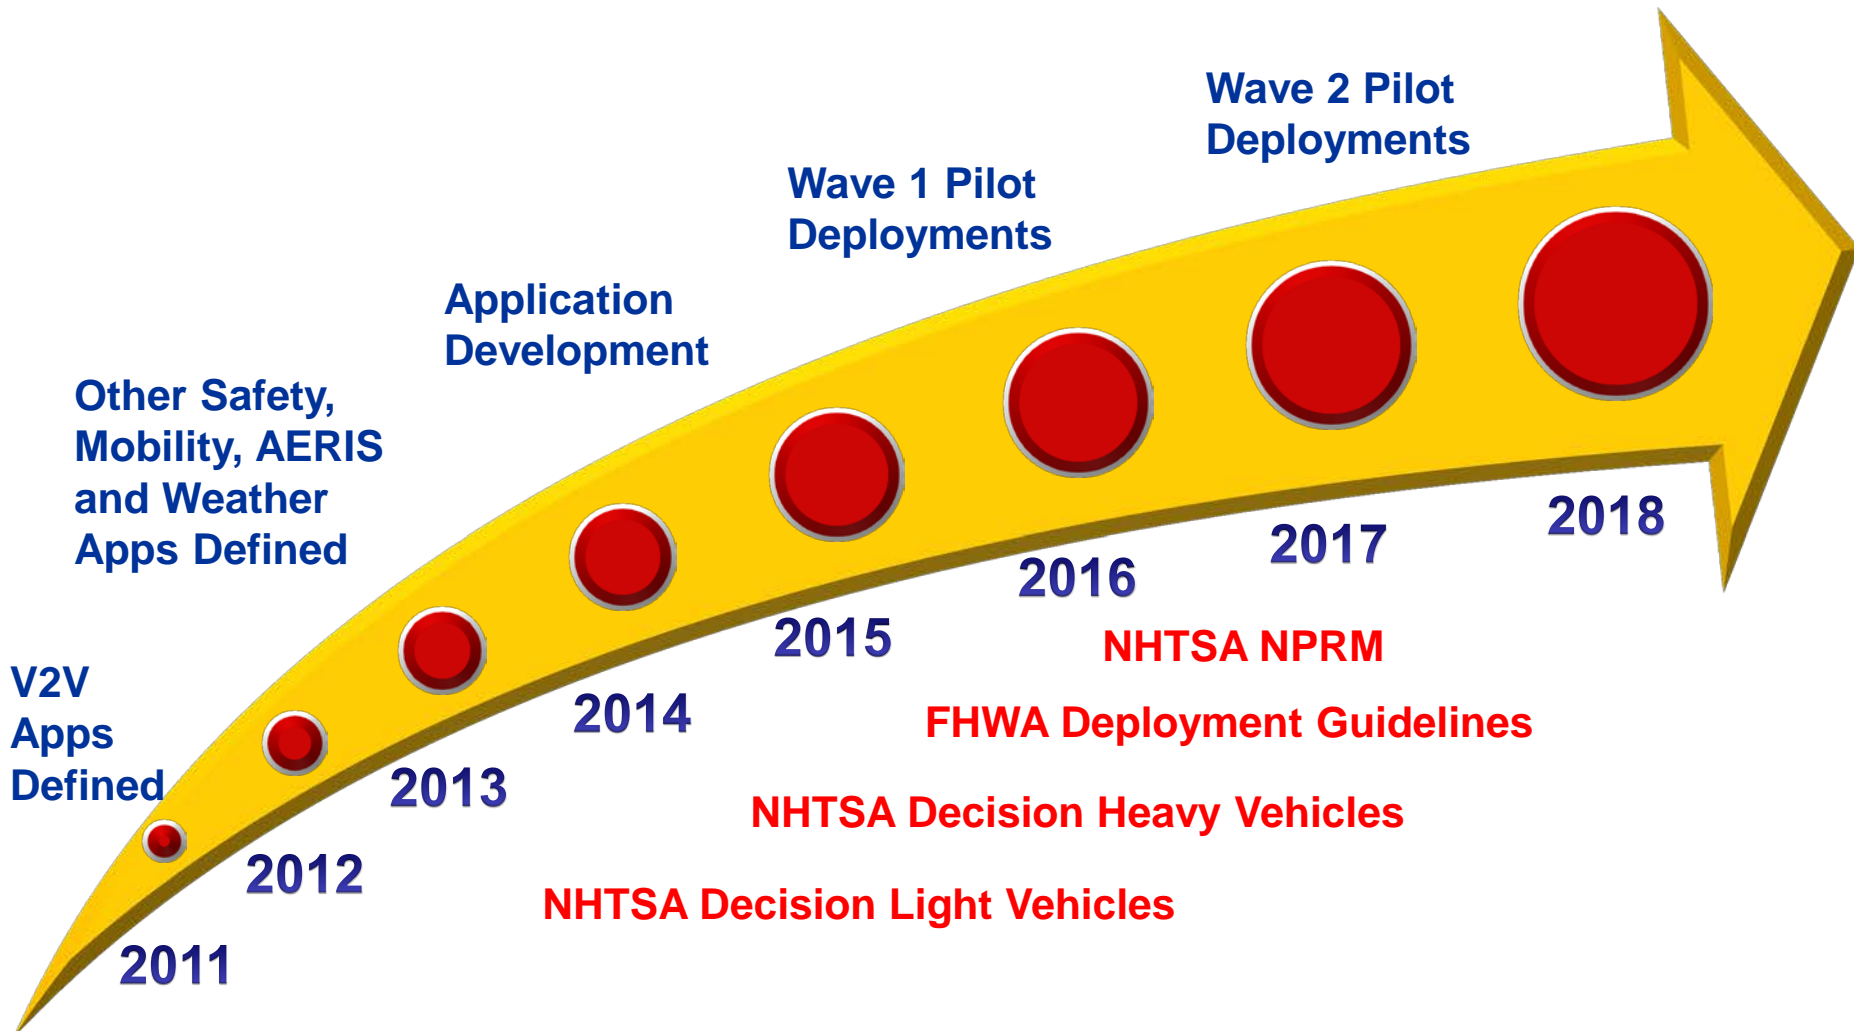 Wave 2 Pilot
Deployments
Wave 1 Pilot
Deployments
Application
Development
Other Safety,
Mobility, AERIS
and Weather
Apps Defined
V2V
Apps
Defined
2011
2012
2013
2014
2015
2016
2017
2018
NHTSA NPRM
FHWA Deployment Guidelines
NHTSA Decision Heavy Vehicles
NHTSA Decision Light Vehicles